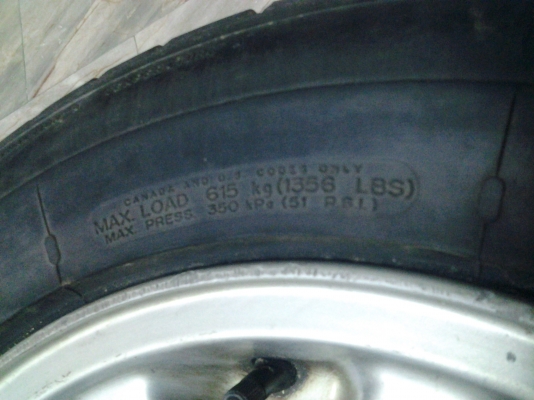 CANADA AND U.S. CODES ONLY
MAX. LOAD 615 kg (1356 LBS)
MAX. PRESS. 350 kPa (51 P.S.I.)